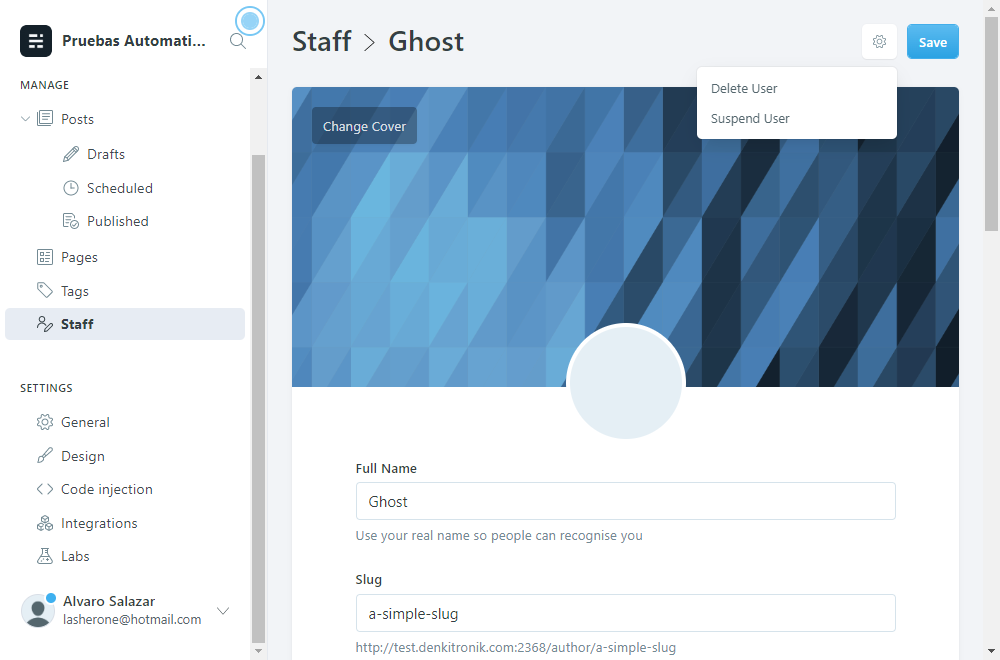 Pruebas Automati...
MANAGE
Posts
Drafts
Scheduled
Published
Pages
Tags
Staff
SETTINGS
General
Design
Code injection
Integrations
Labs
Alvaro Salazar
lasherone@hotmail.com
Staff > Ghost
Save
Delete User
Suspend User
Change Cover
Full Name
Ghost
Use your real name so people can recognise you
Slug
a-simple-slug
http://test.denkitronik.com:2368/author/a-simple-slug